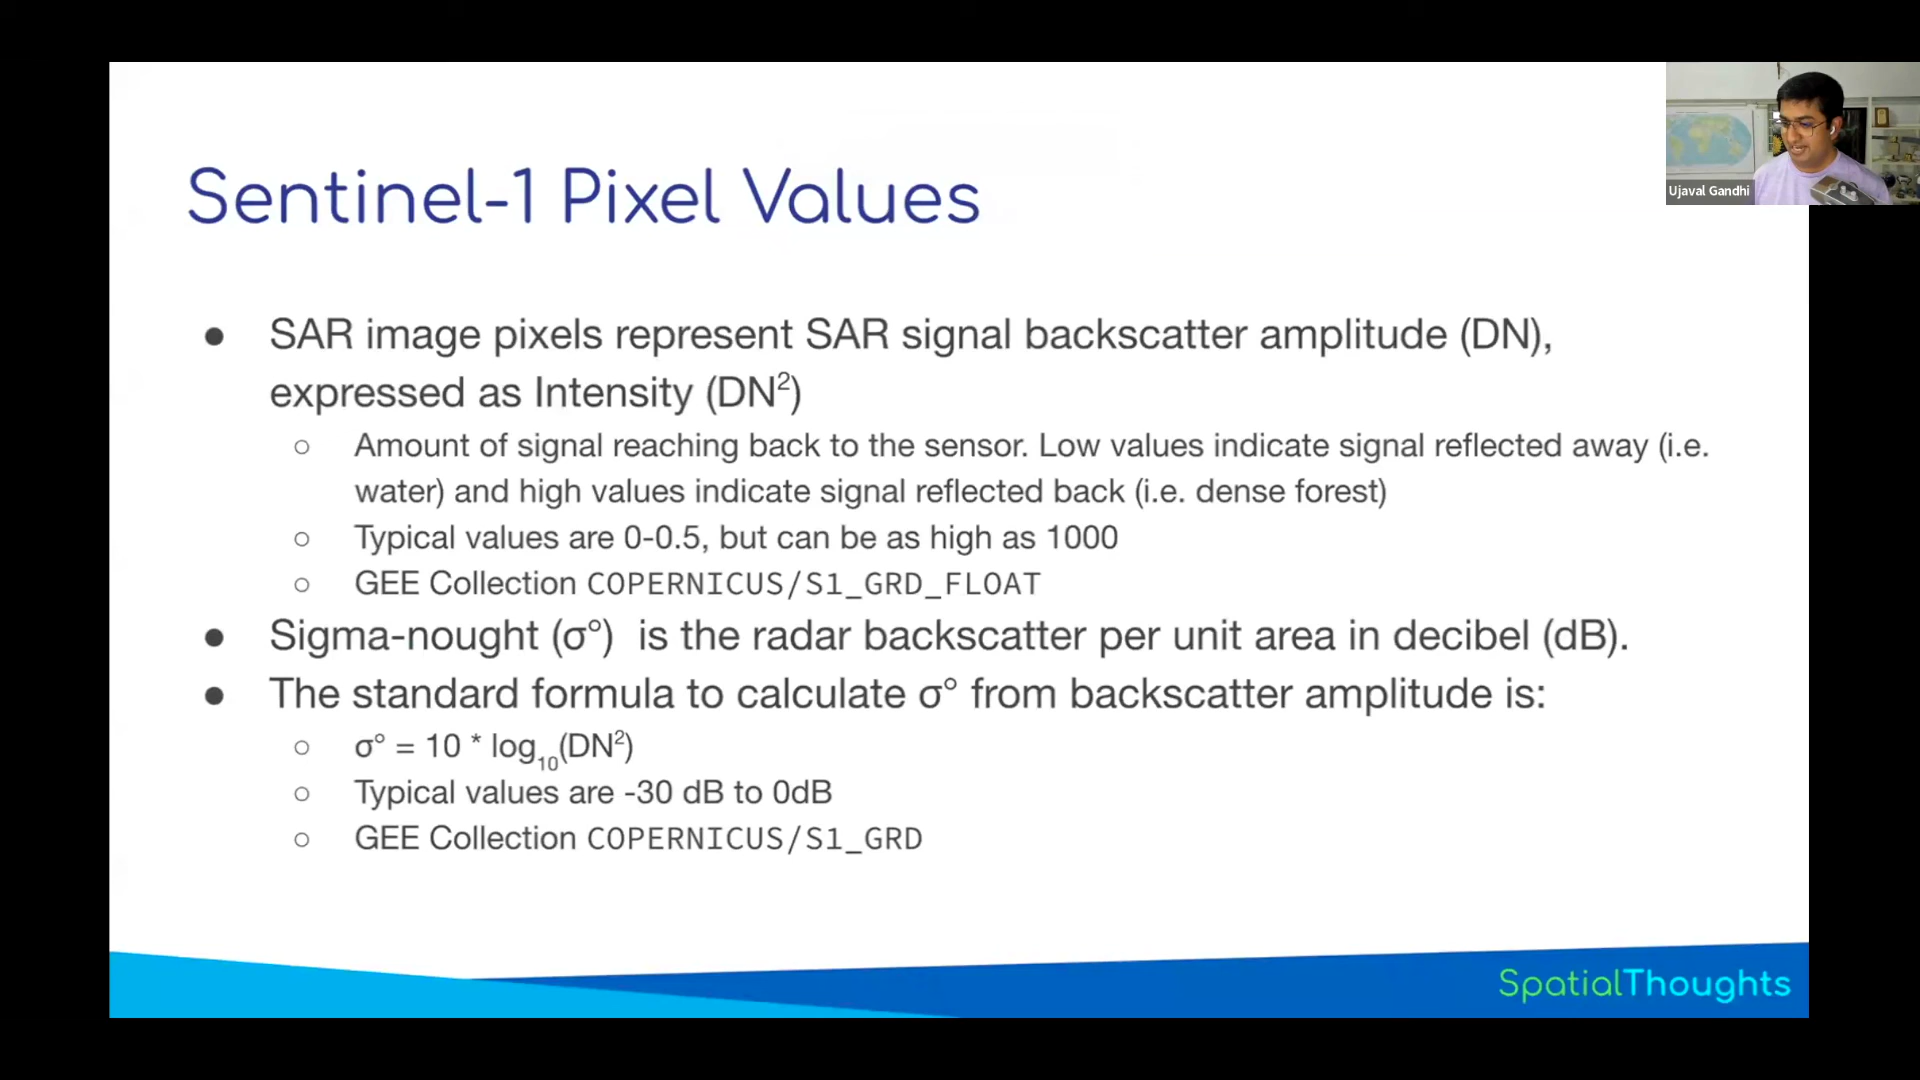 Sentinel-1 Pixel Values
Ujaval Gandhi
● SAR image pixels represent SAR signal backscatter amplitude (DN),
expressed as Intensity (DN²)
○ Amount of signal reaching back to the sensor. Low values indicate signal reflected away (i.e.
water) and high values indicate signal reflected back (i.e. dense forest)
○ Typical values are 0-0.5, but can be as high as 1000
○ GEE Collection COPERNICUS/S1_GRD_FLOAT
● Sigma-nought (σ°) is the radar backscatter per unit area in decibel (dB).
● The standard formula to calculate σ° from backscatter amplitude is:
○ σ° = 10 * log₁₀(DN²)
○ Typical values are -30 dB to 0dB
○ GEE Collection COPERNICUS/S1_GRD
SpatialThoughts